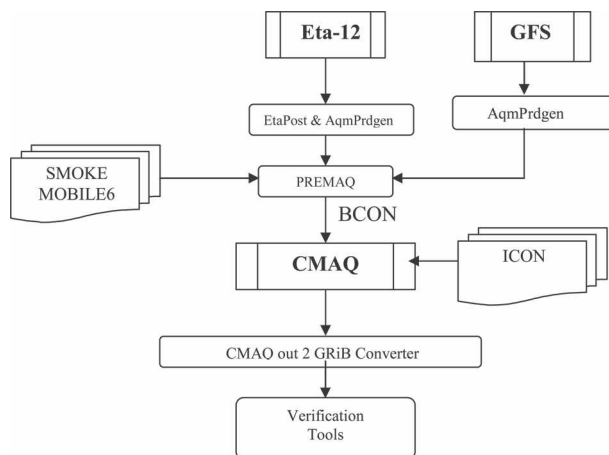 Eta-12
GFS
EtaPost & AqmPrdgen
AqmPrdgen
SMOKE
MOBILE6
PREMAQ
BCON
CMAQ
ICON
CMAQ out 2 GRiB Converter
Verification
Tools